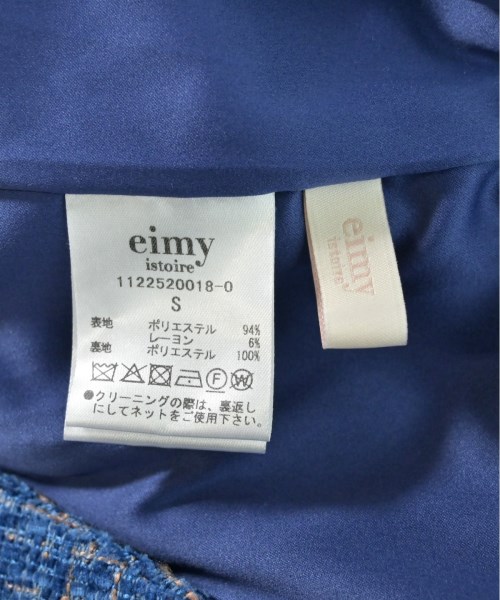 eimy
istoire
1122520018-0
S
表地 ポリエステル 94%
レーヨン 6%
裏地 ポリエステル 100%
F W
●クリーニングの際は、裏返し
にしてネットをご使用下さい。
eimy
istoire